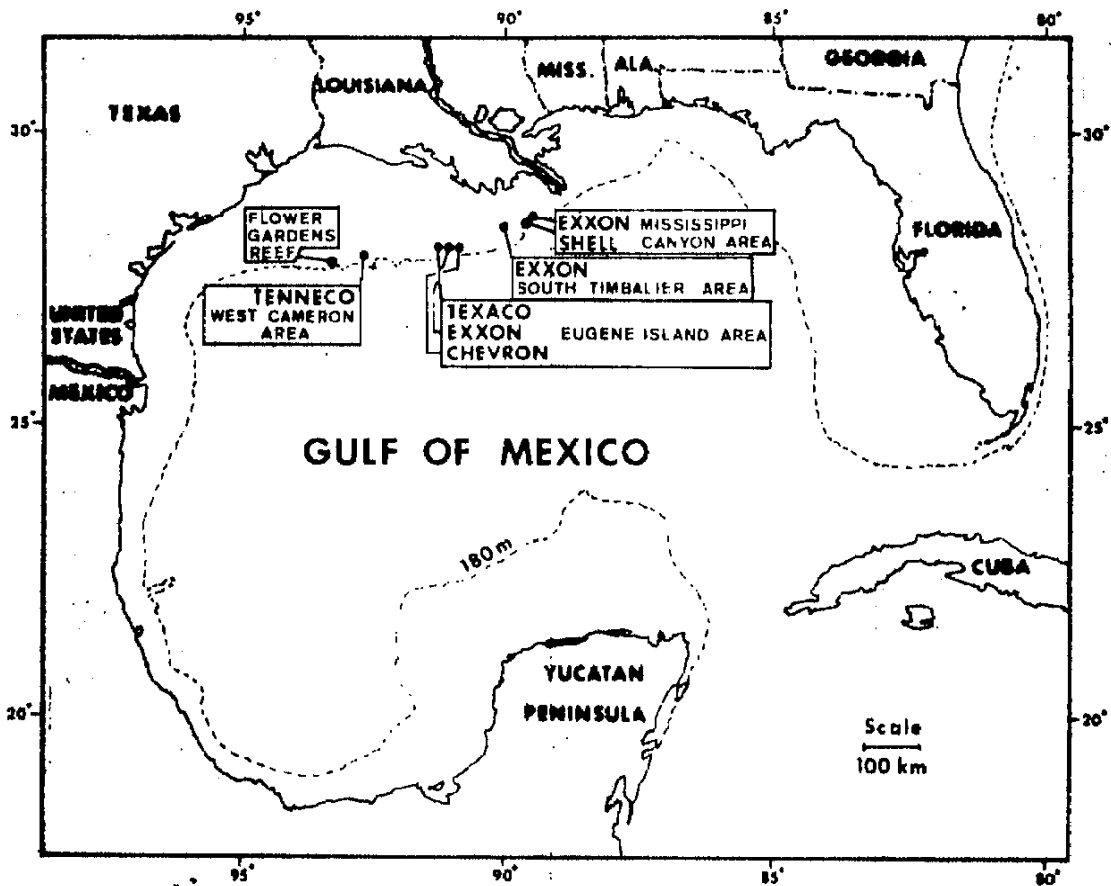 95° 90° 85° 80°
GEORGIA
MISS. ALA.
LOUISIANA
TEXAS
30° 30°
FLOWER
GARDENS
REEF
EXXON MISSISSIPPI
SHELL CANYON AREA
FLORIDA
EXXON
SOUTH TIMBALIER AREA
TENNECO
WEST CAMERON
AREA
TEXACO
EXXON EUGENE ISLAND AREA
CHEVRON
UNITED
STATES
MEXICO
25° 25°
GULF OF MEXICO
180 m
CUBA
YUCATAN
PENINSULA
20° 20°
Scale
100 km
95° 90° 85° 80°